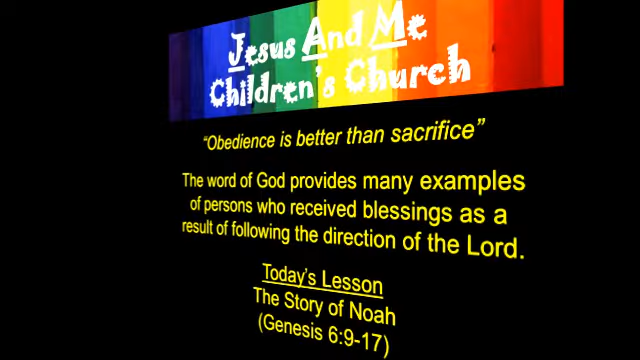 Jesus And Me
Children's Church
"Obedience is better than sacrifice"
The word of God provides many examples
of persons who received blessings as a
result of following the direction of the Lord.
Today's Lesson
The Story of Noah
(Genesis 6:9-17)